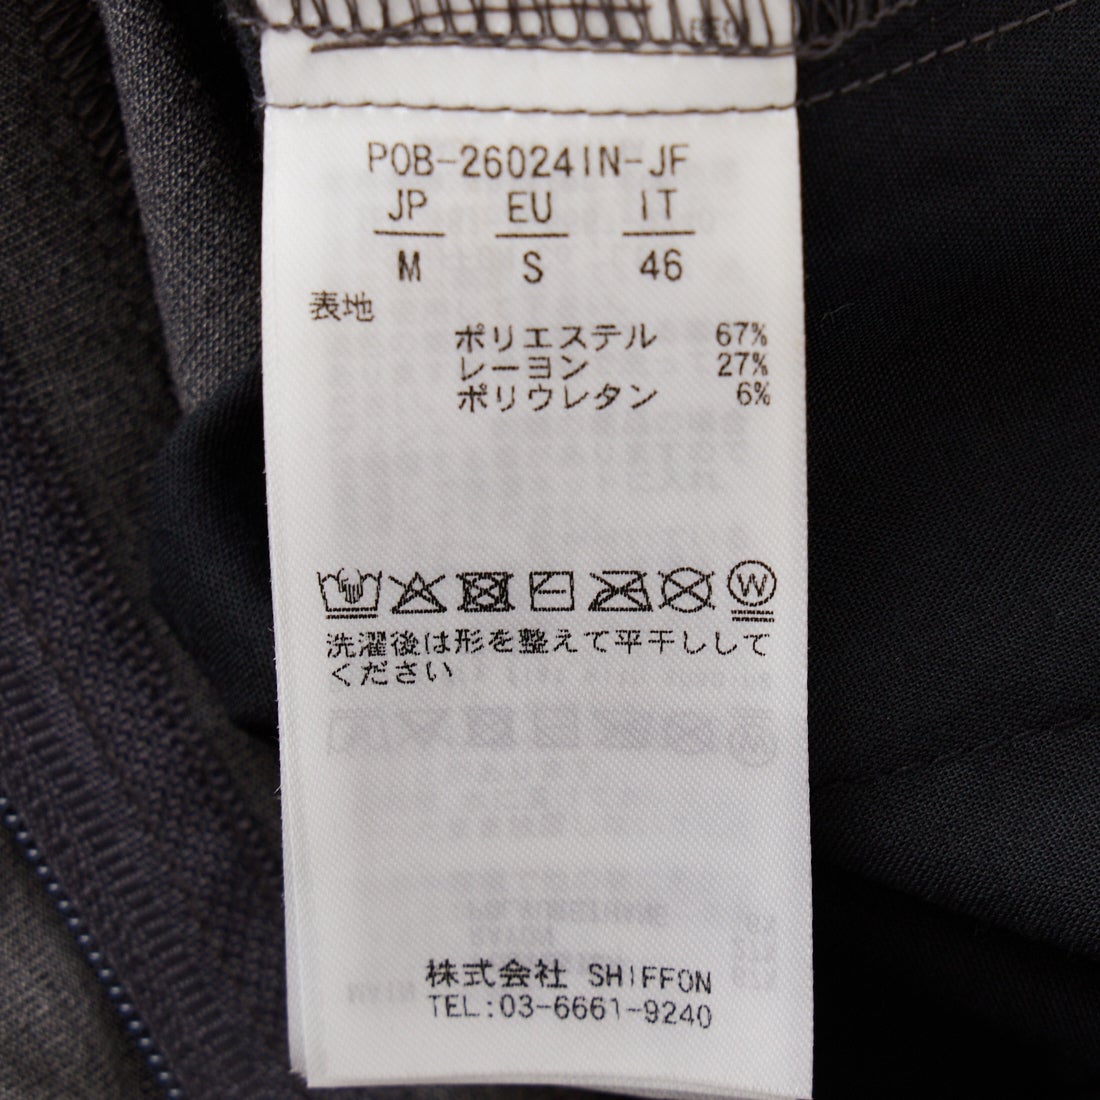 POB-26024IN-JF
JP EU IT
M S 46
表地
ポリエステル 67%
レーヨン 27%
ポリウレタン 6%
洗濯後は形を整えて平干しして
ください
株式会社 SHIFFON
TEL:03-6661-9240